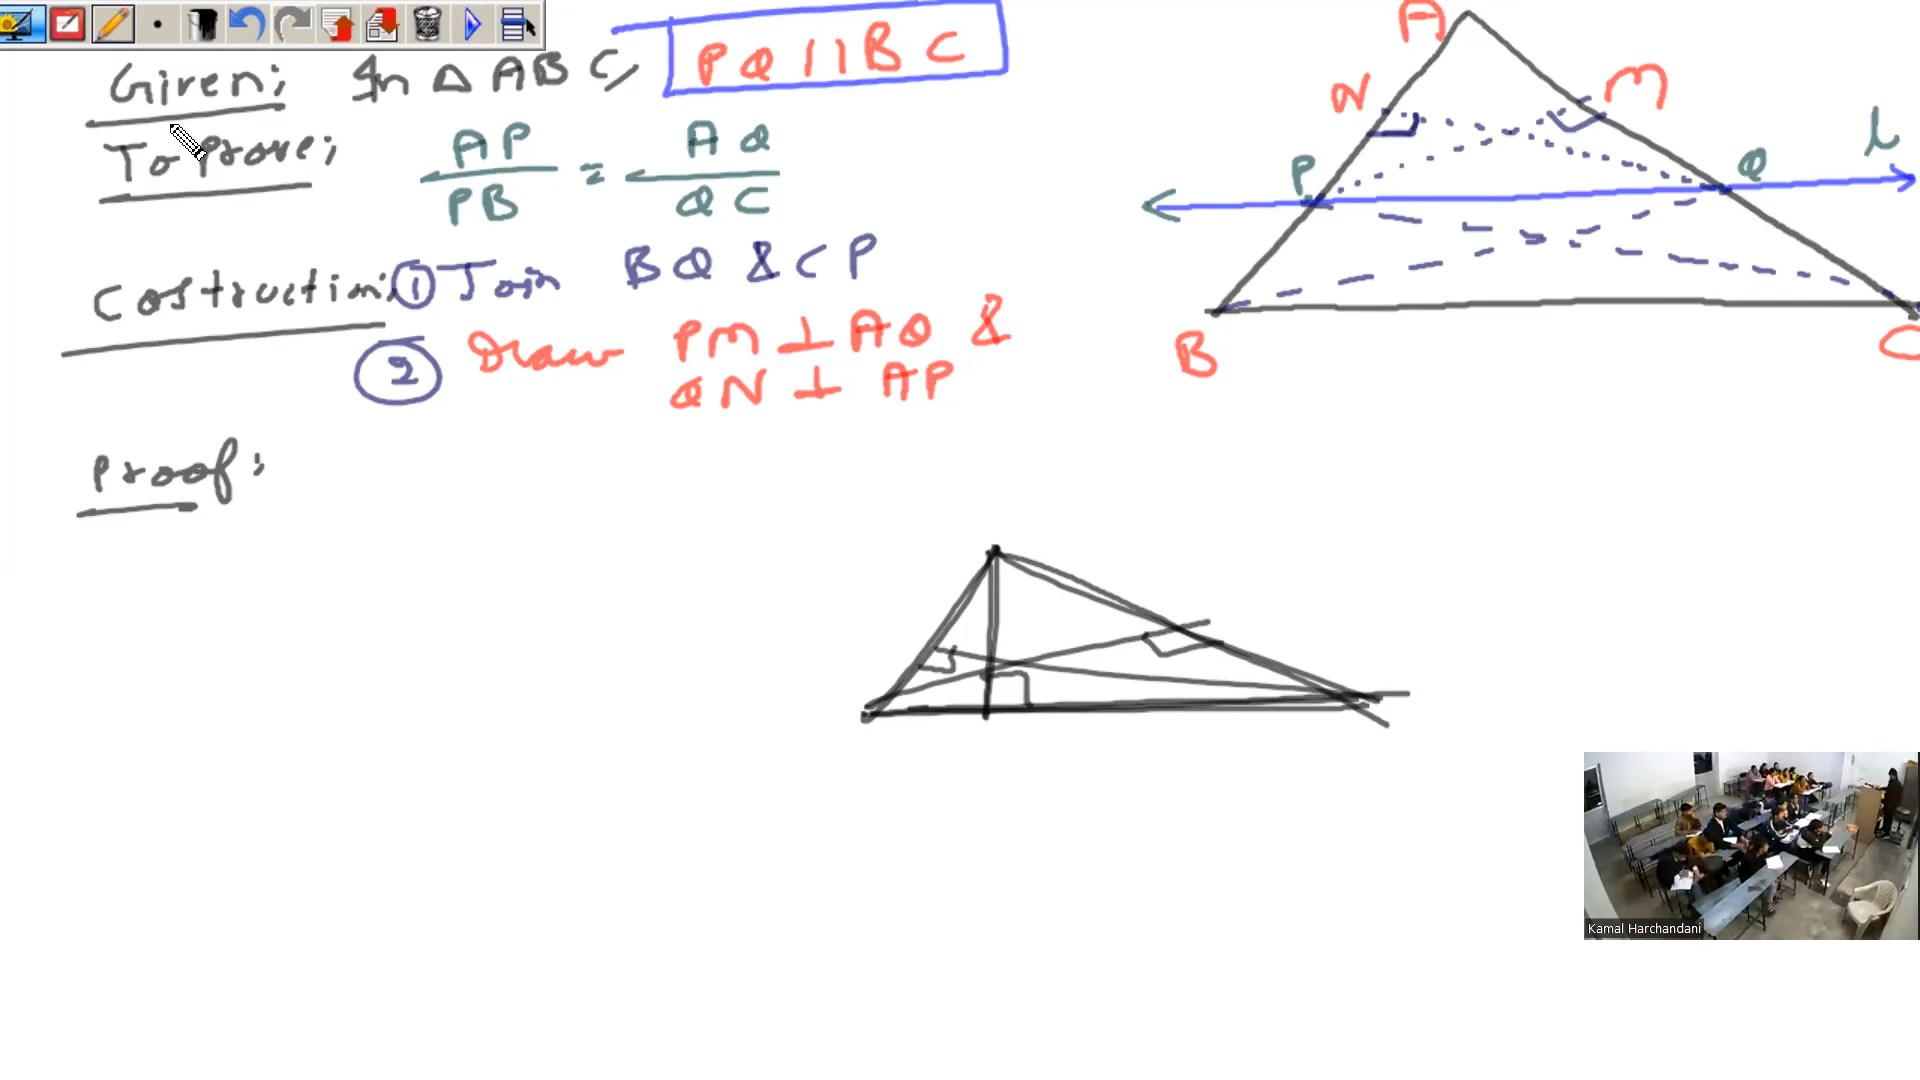 Given; In △ ABC, PQ || BC
To Prove; AP/PB = AQ/QC
Costruction; ① Join BQ & CP
② Draw PM ⊥ AQ &
QN ⊥ AP
Proof:
A
N
M
P
Q
l
B
C
Kamal Harchandani